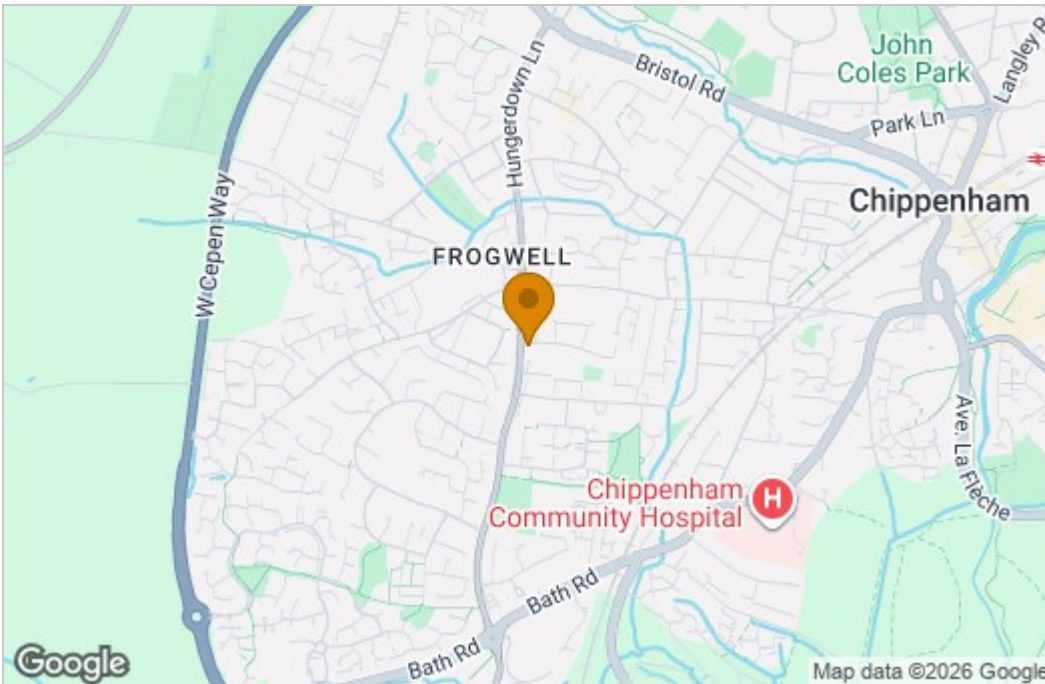 John
Coles Park
Langley R
Bristol Rd
Park Ln
Hungerdown Ln
Chippenham
W Cepen Way
FROGWELL
Ave. La Flèche
H
Chippenham
Community Hospital
Bath Rd
Bath Rd
Google
Map data ©2026 Google